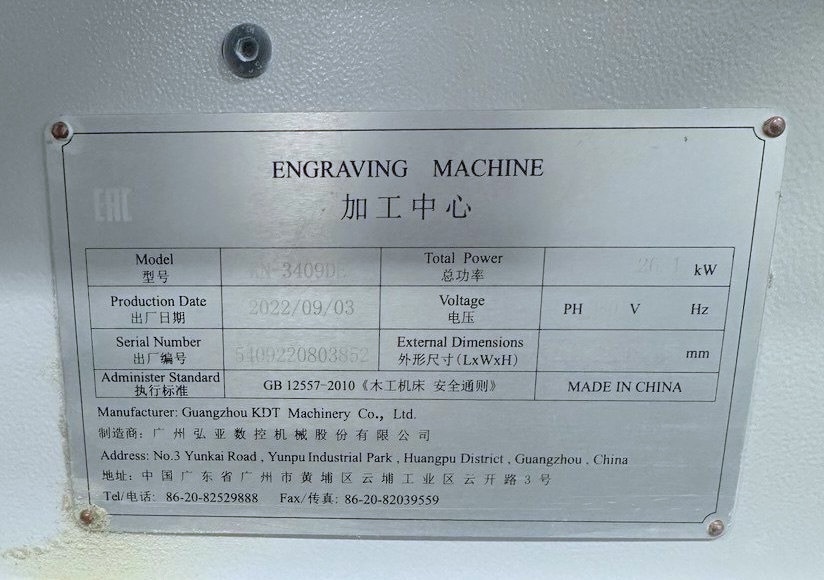 ENGRAVING MACHINE
加工中心
EAC
Model
型号
KN-3409D
Total Power
总功率
26.1 kW
Production Date
出厂日期
2022/09/03
Voltage
电压
PH V Hz
Serial Number
出厂编号
5409220803852
External Dimensions
外形尺寸(LxWxH)
mm
Administer Standard
执行标准
GB 12557-2010《木工机床 安全通则》
MADE IN CHINA
Manufacturer: Guangzhou KDT Machinery Co., Ltd.
制造商: 广州弘亚数控机械股份有限公司
Address: No.3 Yunkai Road , Yunpu Industrial Park , Huangpu District , Guangzhou , China
地址: 中国广东省广州市黄埔区云埔工业区云开路3号
Tel/电话: 86-20-82529888 Fax/传真: 86-20-82039559